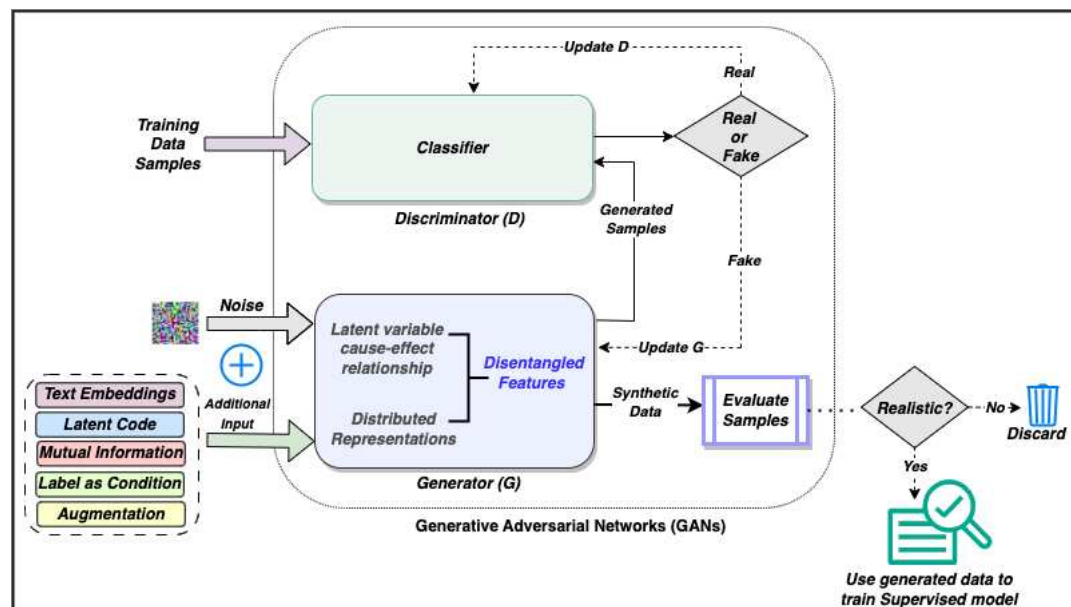 Update D
Real
Training
Data
Samples
Classifier
Real
or
Fake
Discriminator (D)
Generated
Samples
Fake
Noise
Latent variable
cause-effect
relationship
Disentangled
Features
Distributed
Representations
Update G
Synthetic
Data
Evaluate
Samples
Realistic?
No
Discard
Yes
Text Embeddings
Latent Code
Mutual Information
Label as Condition
Augmentation
Additional
Input
Generator (G)
Generative Adversarial Networks (GANs)
Use generated data to
train Supervised model